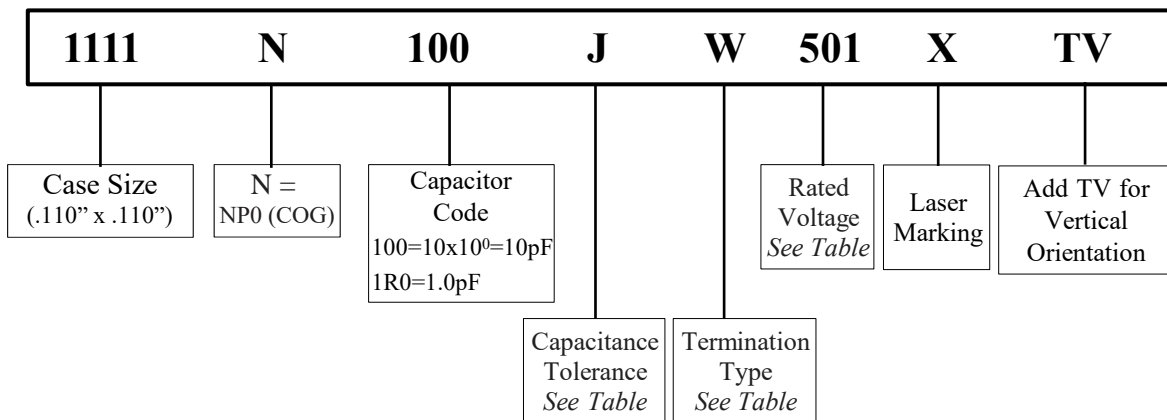 1111 N 100 J W 501 X TV
Case Size
(.110” x .110”)
N =
NP0 (COG)
Capacitor
Code
100=10x10⁰=10pF
1R0=1.0pF
Capacitance
Tolerance
See Table
Termination
Type
See Table
Rated
Voltage
See Table
Laser
Marking
Add TV for
Vertical
Orientation